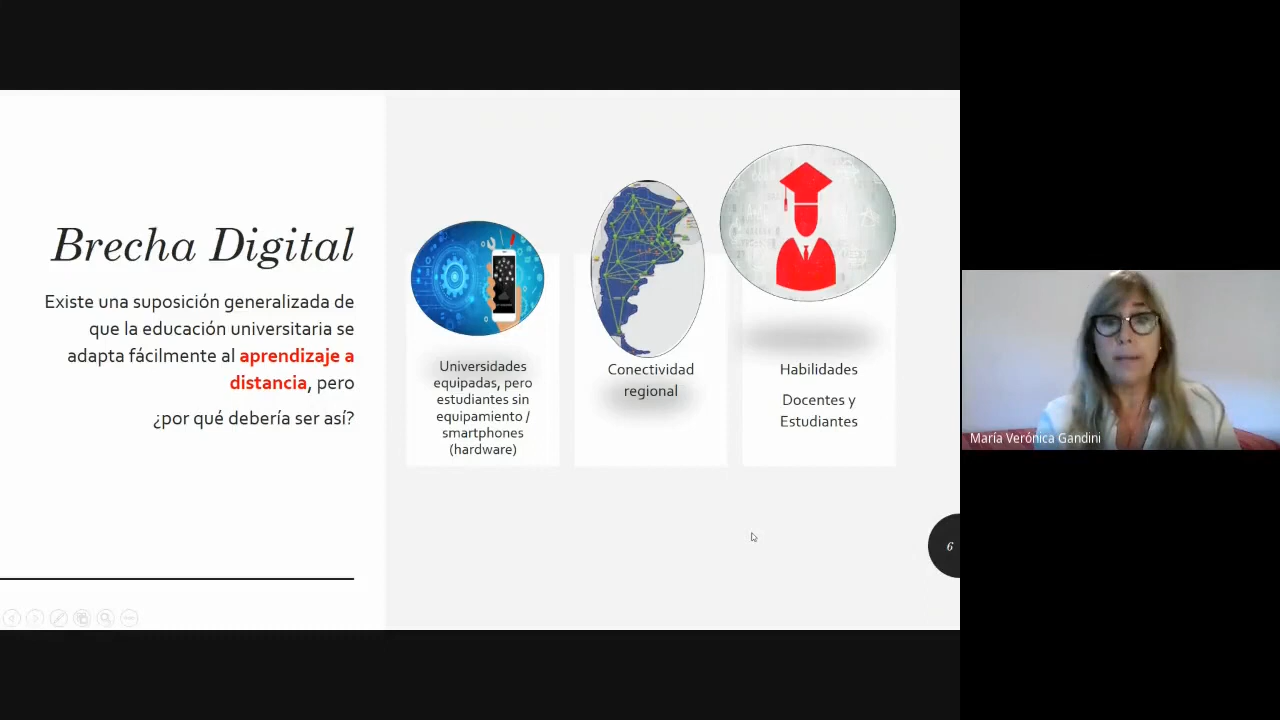 Brecha Digital
Existe una suposición generalizada de
que la educación universitaria se
adapta fácilmente al aprendizaje a
distancia, pero
¿por qué debería ser así?
Universidades
equipadas, pero
estudiantes sin
equipamiento /
smartphones
(hardware)
Conectividad
regional
Habilidades
Docentes y
Estudiantes
6
María Verónica Gandini